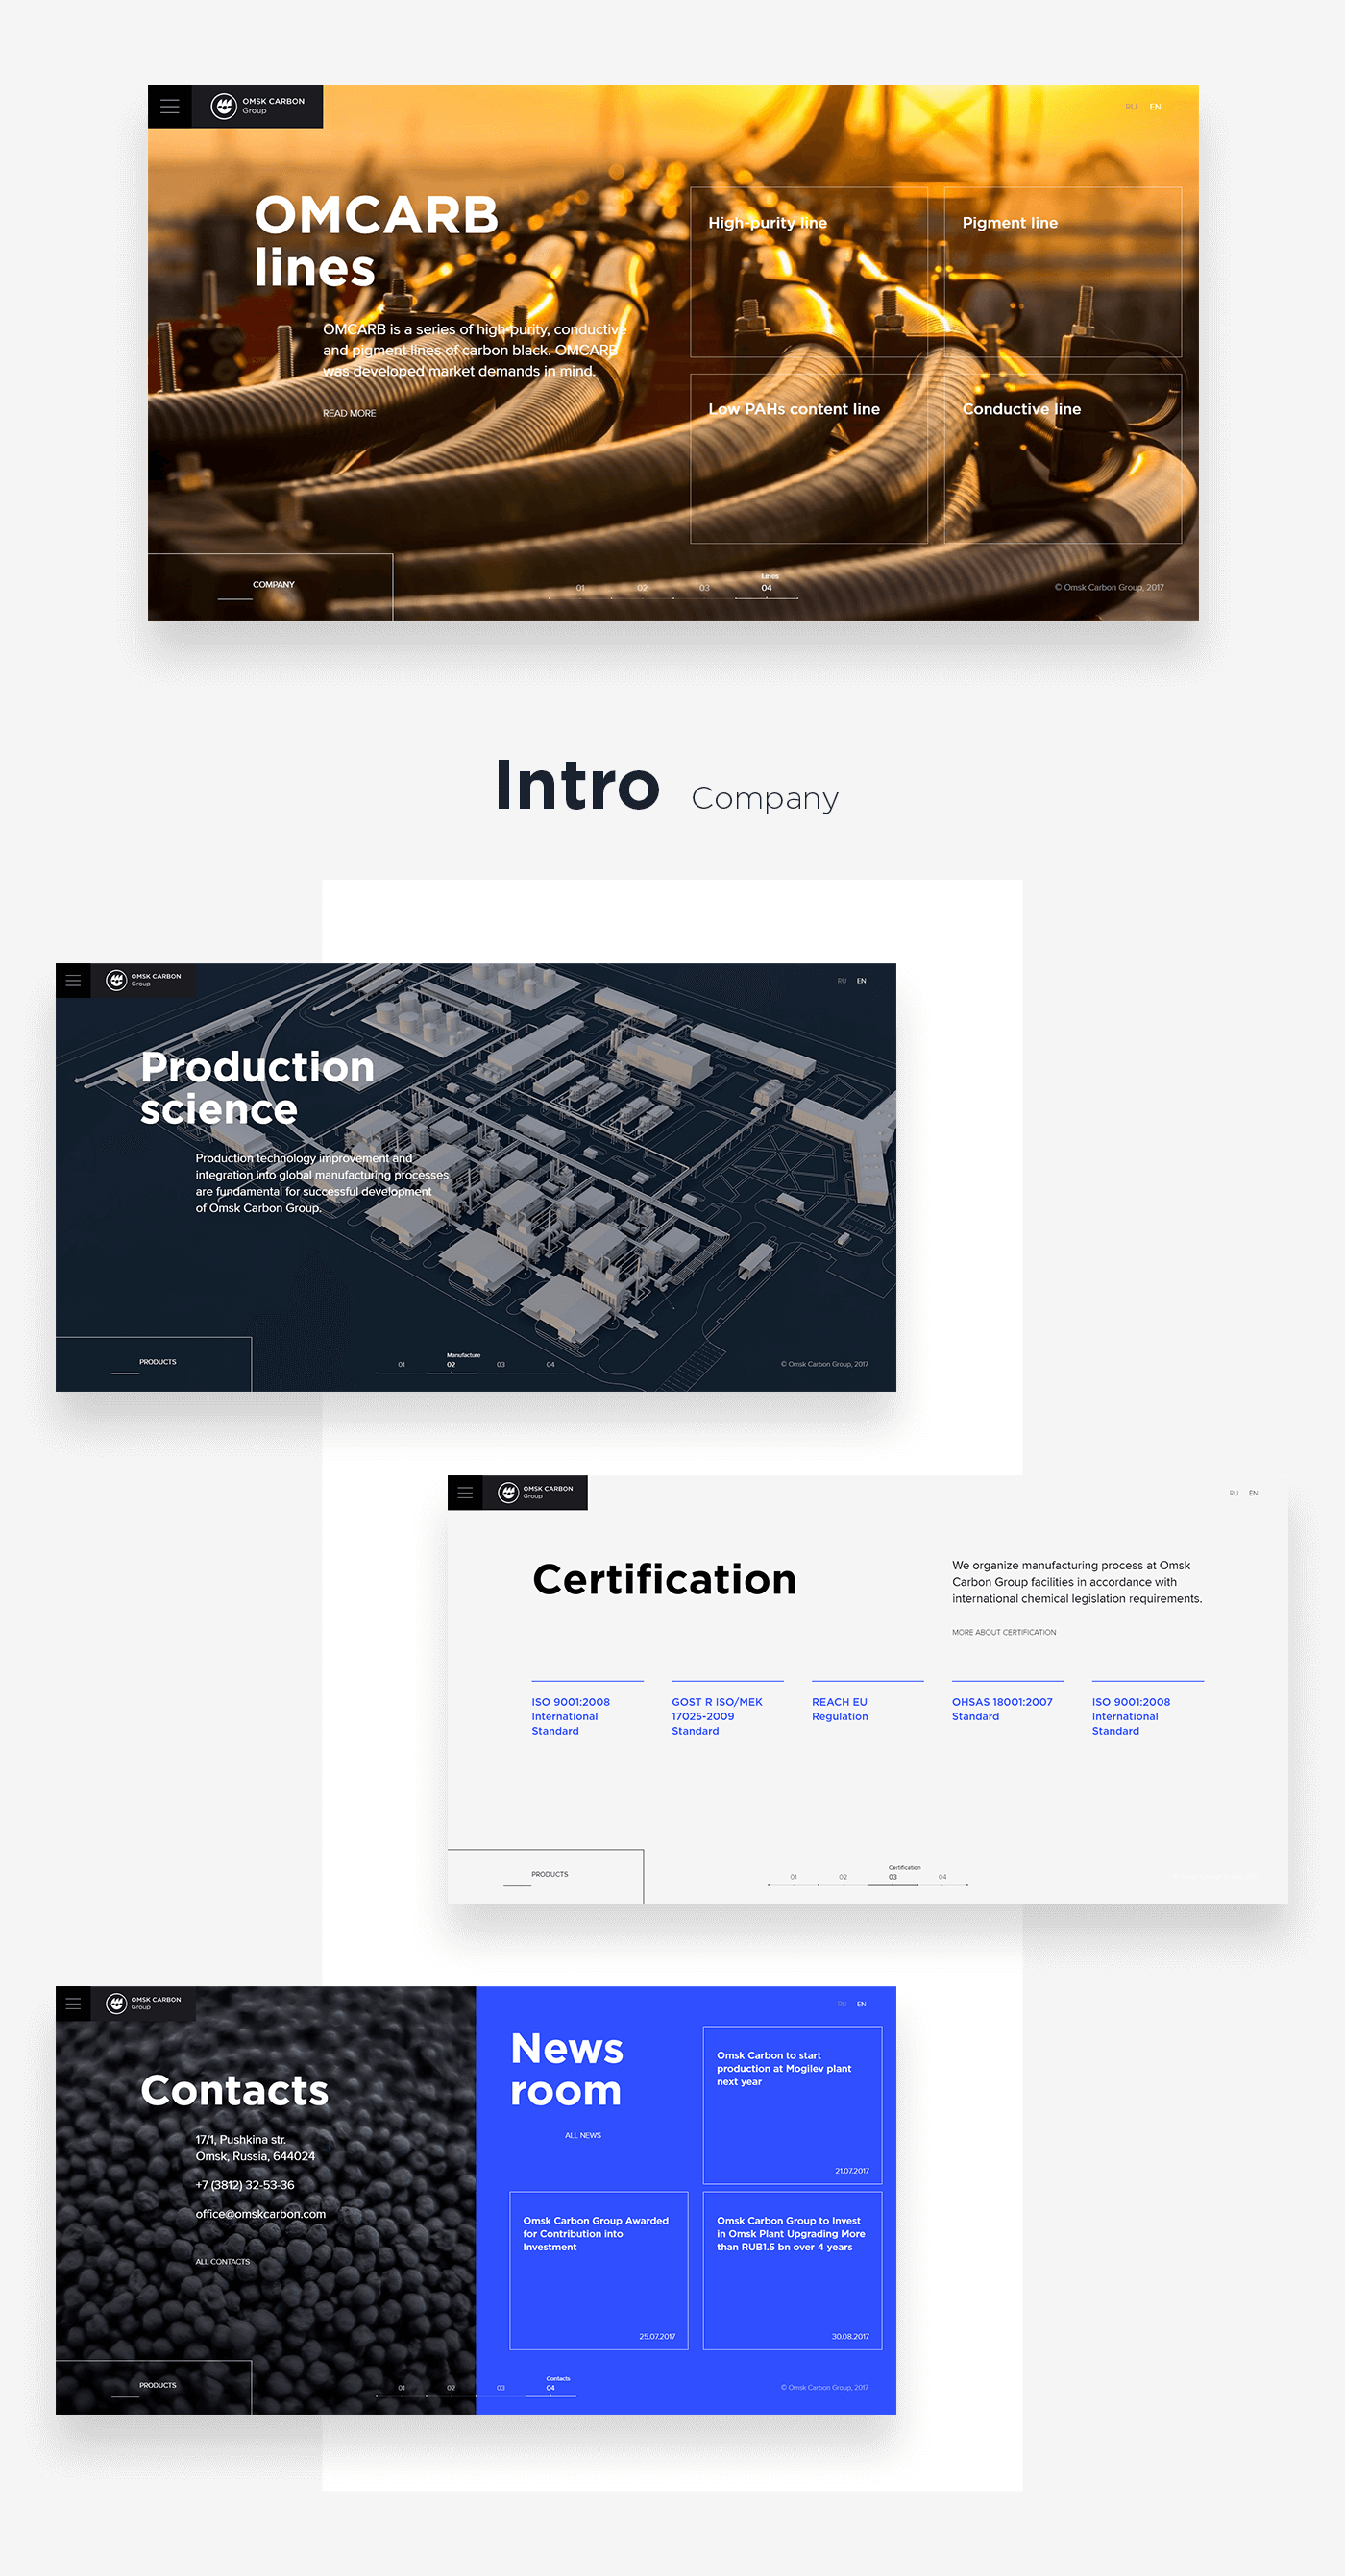 OMSK CARBON
Group
RU EN
OMCARB
lines
OMCARB is a series of high-purity, conductive
and pigment lines of carbon black. OMCARB
was developed market demands in mind.
READ MORE
High-purity line
Pigment line
Low PAHs content line
Conductive line
COMPANY
Lines
01 02 03 04
© Omsk Carbon Group, 2017
Intro Company
OMSK CARBON
Group
RU EN
Production
science
Production technology improvement and
integration into global manufacturing processes
are fundamental for successful development
of Omsk Carbon Group.
PRODUCTS
Manufacture
01 02 03 04
© Omsk Carbon Group, 2017
OMSK CARBON
Group
RU EN
Certification
We organize manufacturing process at Omsk
Carbon Group facilities in accordance with
international chemical legislation requirements.
MORE ABOUT CERTIFICATION
ISO 9001:2008
International
Standard
GOST R ISO/MEK
17025-2009
Standard
REACH EU
Regulation
OHSAS 18001:2007
Standard
ISO 9001:2008
International
Standard
PRODUCTS
Certification
01 02 03 04
OMSK CARBON
Group
RU EN
Contacts
17/1, Pushkina str.
Omsk, Russia, 644024
+7 (3812) 32-53-36
office@omskcarbon.com
ALL CONTACTS
News
room
ALL NEWS
Omsk Carbon to start
production at Mogilev plant
next year
21.07.2017
Omsk Carbon Group Awarded
for Contribution into
Investment
25.07.2017
Omsk Carbon Group to Invest
in Omsk Plant Upgrading More
than RUB1.5 bn over 4 years
30.08.2017
PRODUCTS
Contacts
01 02 03 04
© Omsk Carbon Group, 2017